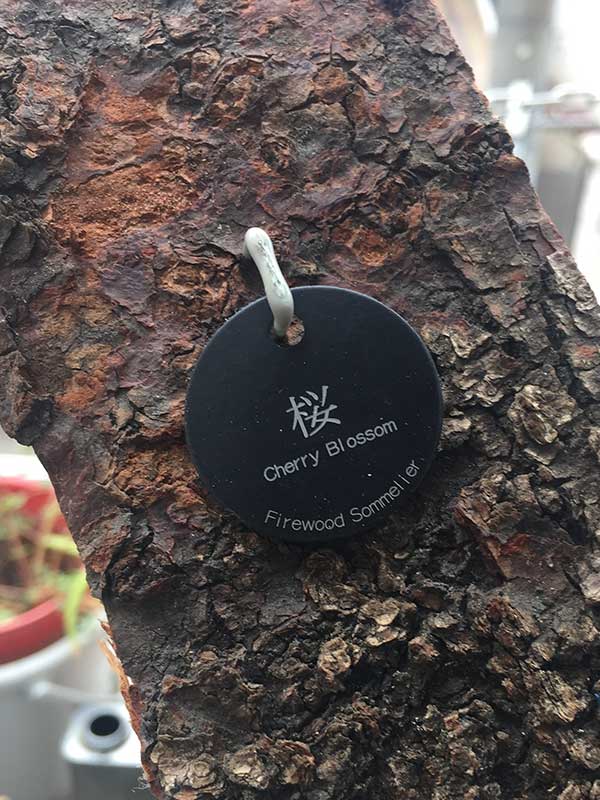 桜
Cherry Blossom
Firewood Sommelier